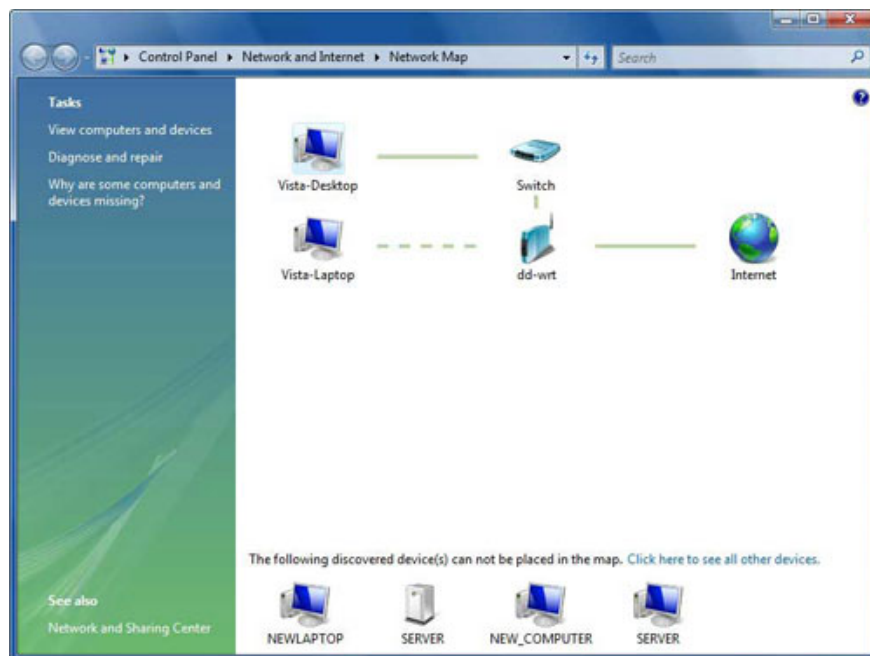 Control Panel
Network and Internet
Network Map
Search
Tasks
View computers and devices
Diagnose and repair
Why are some computers and
devices missing?
Vista-Desktop
Switch
Vista-Laptop
dd-wrt
Internet
The following discovered device(s) can not be placed in the map. Click here to see all other devices.
NEWLAPTOP
SERVER
NEW_COMPUTER
SERVER
See also
Network and Sharing Center